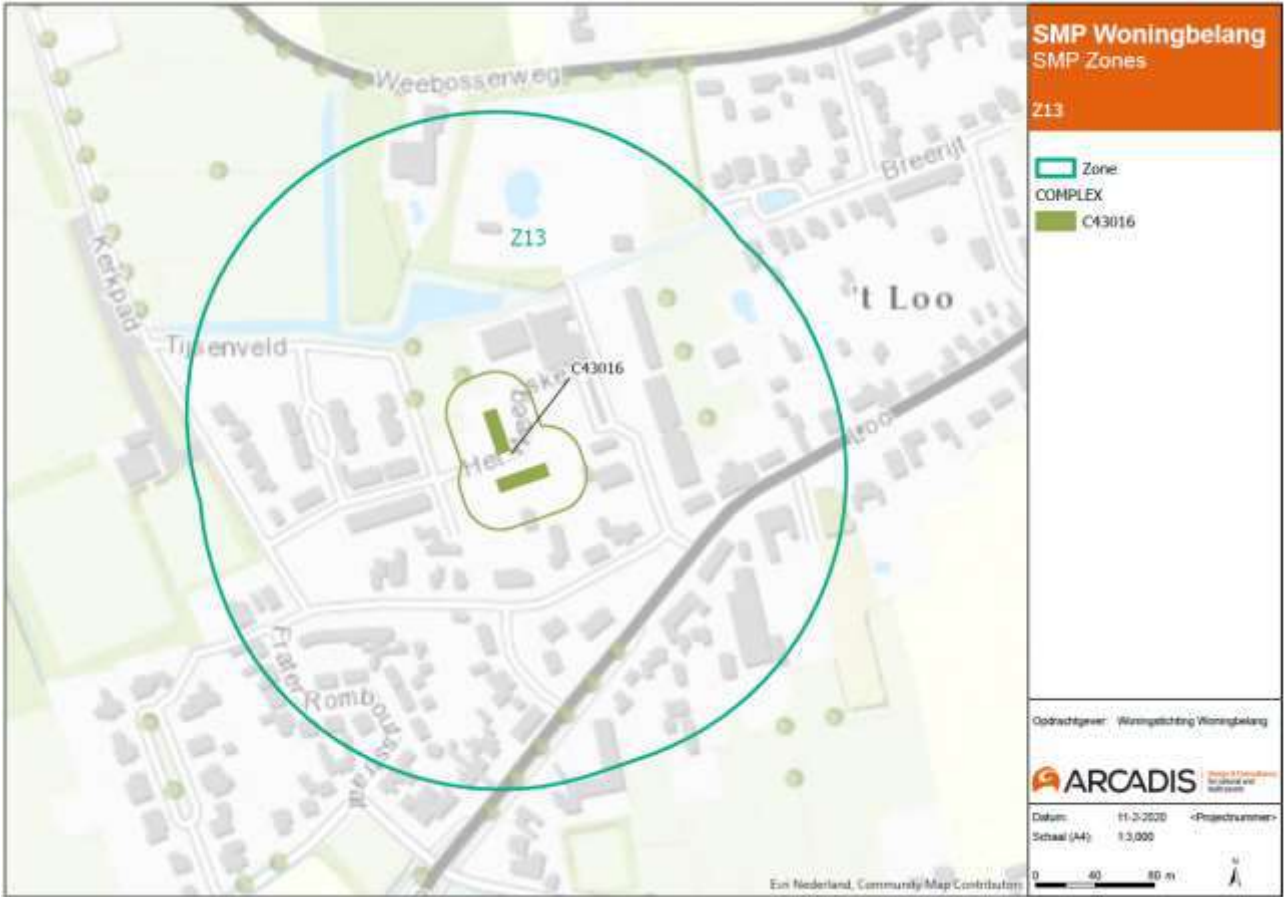 SMP Woningbelang
SMP Zones
Z13
Zone
COMPLEX
C43016
Weebosserweg
Breerijt
Z13
Kerkpad
't Loo
Tijsenveld
C43016
Loo
Frater Romboutsstraat
Opdrachtgever: Woningstichting Woningbelang
ARCADIS
Datum: 11-2-2020 <Projectnummer>
Schaal (A4): 1:3,000
0 40 80 m
N
Esri Nederland, Community Map Contributors